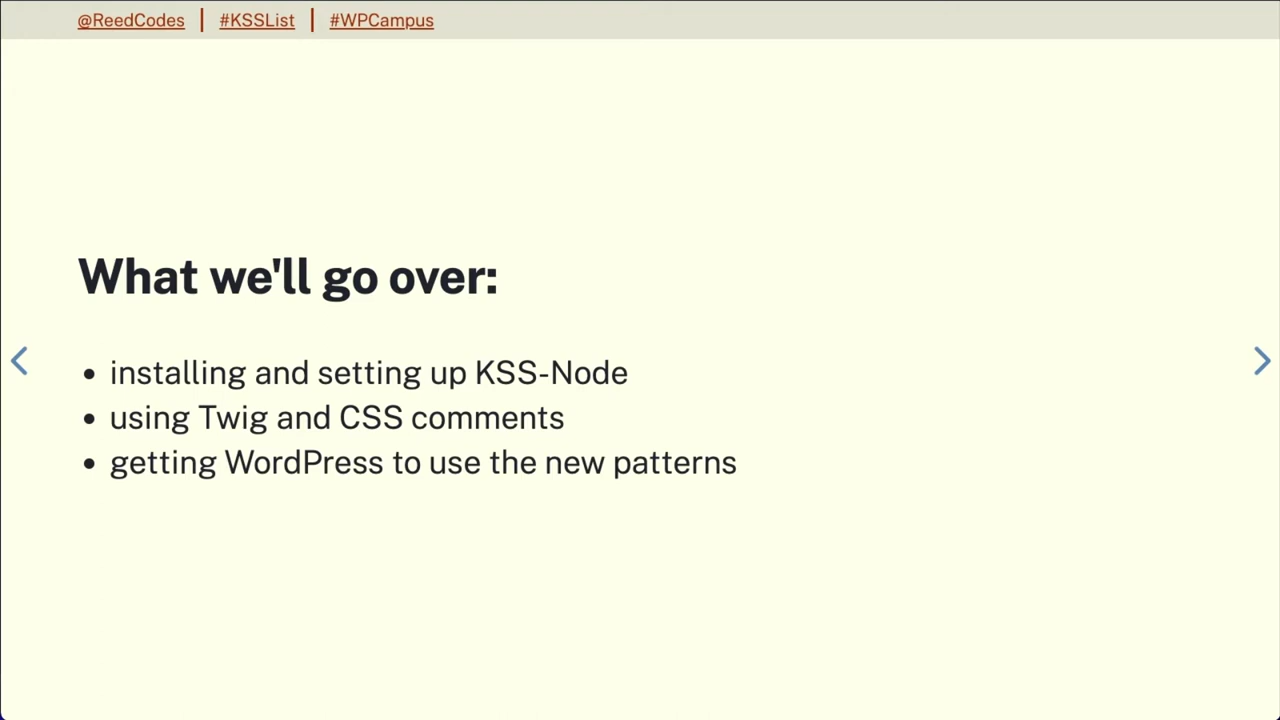 @ReedCodes | #KSSList | #WPCampus
What we'll go over:
• installing and setting up KSS-Node
• using Twig and CSS comments
• getting WordPress to use the new patterns